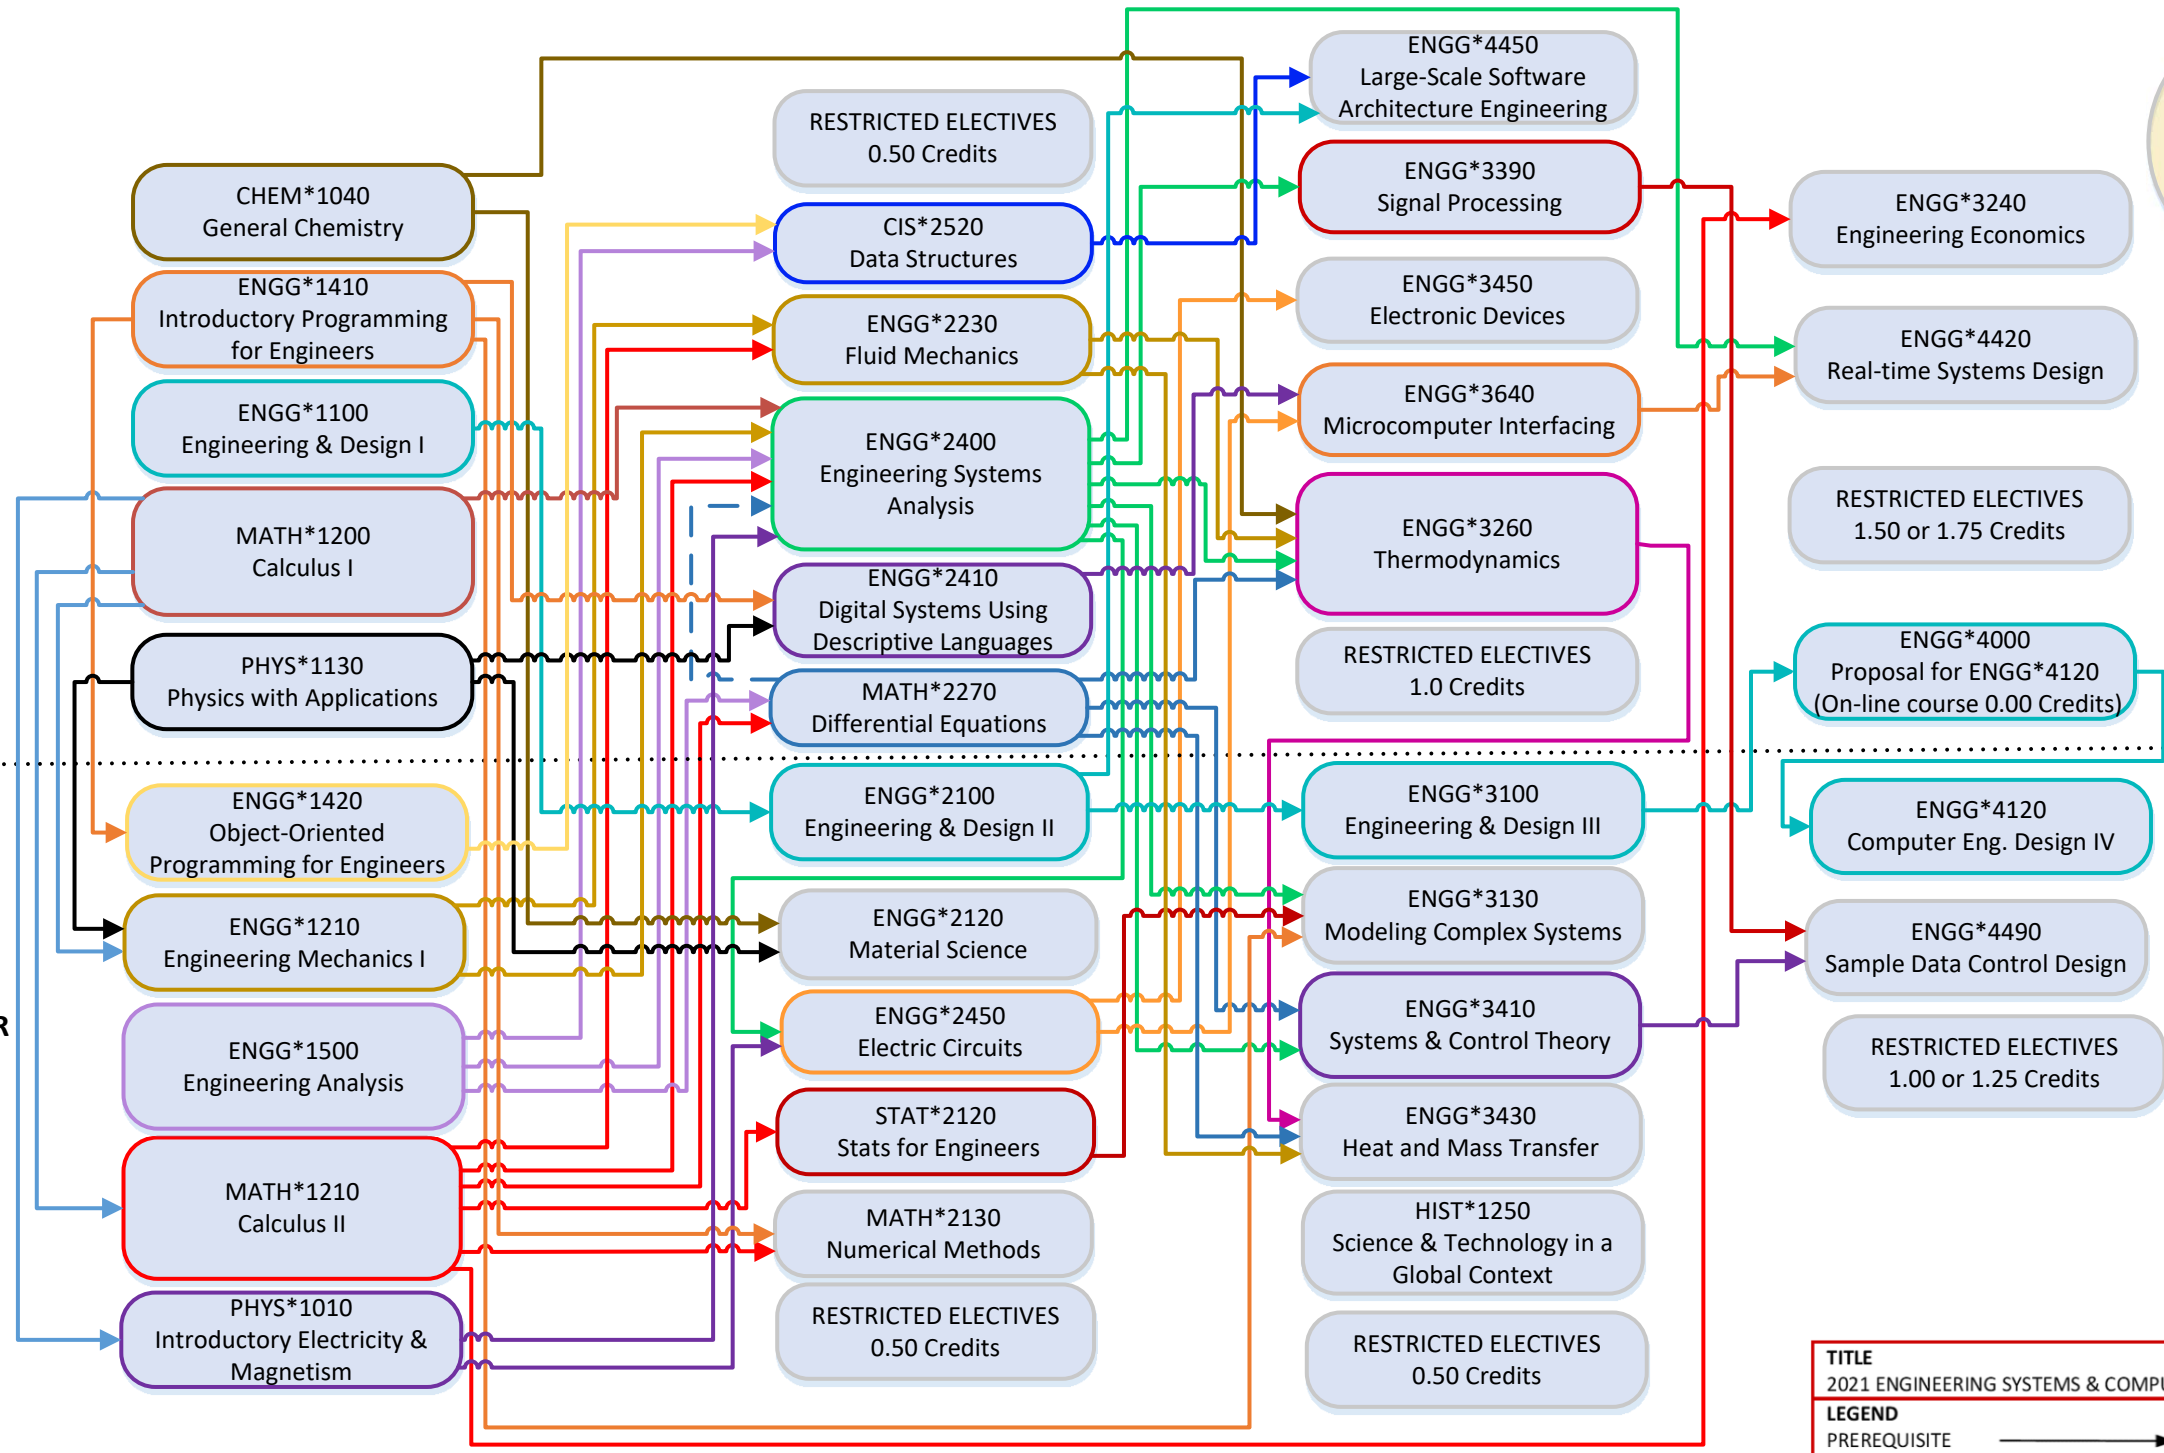 CHEM*1040
General Chemistry
ENGG*1410
Introductory Programming
for Engineers
ENGG*1100
Engineering & Design I
MATH*1200
Calculus I
PHYS*1130
Physics with Applications
ENGG*1420
Object-Oriented
Programming for Engineers
ENGG*1210
Engineering Mechanics I
R
ENGG*1500
Engineering Analysis
MATH*1210
Calculus II
PHYS*1010
Introductory Electricity &
Magnetism
RESTRICTED ELECTIVES
0.50 Credits
CIS*2520
Data Structures
ENGG*2230
Fluid Mechanics
ENGG*2400
Engineering Systems
Analysis
ENGG*2410
Digital Systems Using
Descriptive Languages
MATH*2270
Differential Equations
ENGG*2100
Engineering & Design II
ENGG*2120
Material Science
ENGG*2450
Electric Circuits
STAT*2120
Stats for Engineers
MATH*2130
Numerical Methods
RESTRICTED ELECTIVES
0.50 Credits
ENGG*4450
Large-Scale Software
Architecture Engineering
ENGG*3390
Signal Processing
ENGG*3450
Electronic Devices
ENGG*3640
Microcomputer Interfacing
ENGG*3260
Thermodynamics
RESTRICTED ELECTIVES
1.0 Credits
ENGG*3100
Engineering & Design III
ENGG*3130
Modeling Complex Systems
ENGG*3410
Systems & Control Theory
ENGG*3430
Heat and Mass Transfer
HIST*1250
Science & Technology in a
Global Context
RESTRICTED ELECTIVES
0.50 Credits
ENGG*3240
Engineering Economics
ENGG*4420
Real-time Systems Design
RESTRICTED ELECTIVES
1.50 or 1.75 Credits
ENGG*4000
Proposal for ENGG*4120
(On-line course 0.00 Credits)
ENGG*4120
Computer Eng. Design IV
ENGG*4490
Sample Data Control Design
RESTRICTED ELECTIVES
1.00 or 1.25 Credits
TITLE
2021 ENGINEERING SYSTEMS & COMPU
LEGEND
PREREQUISITE